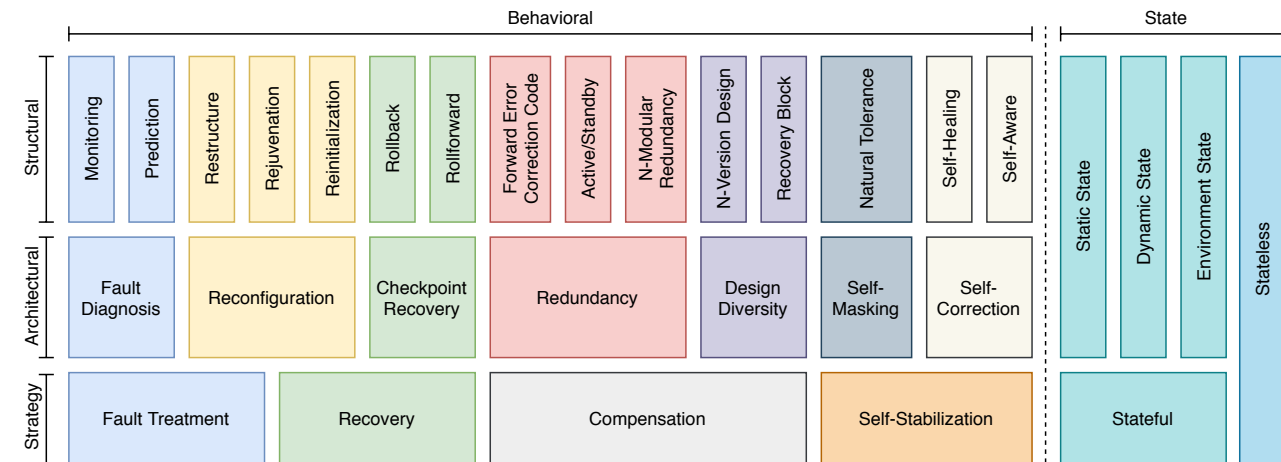 Behavioral
State
Structural
Monitoring
Prediction
Restructure
Rejuvenation
Reinitialization
Rollback
Rollforward
Forward Error
Correction Code
Active/Standby
N-Modular
Redundancy
N-Version Design
Recovery Block
Natural Tolerance
Self-Healing
Self-Aware
Static State
Dynamic State
Environment State
Stateless
Architectural
Fault
Diagnosis
Reconfiguration
Checkpoint
Recovery
Redundancy
Design
Diversity
Self-
Masking
Self-
Correction
Strategy
Fault Treatment
Recovery
Compensation
Self-Stabilization
Stateful